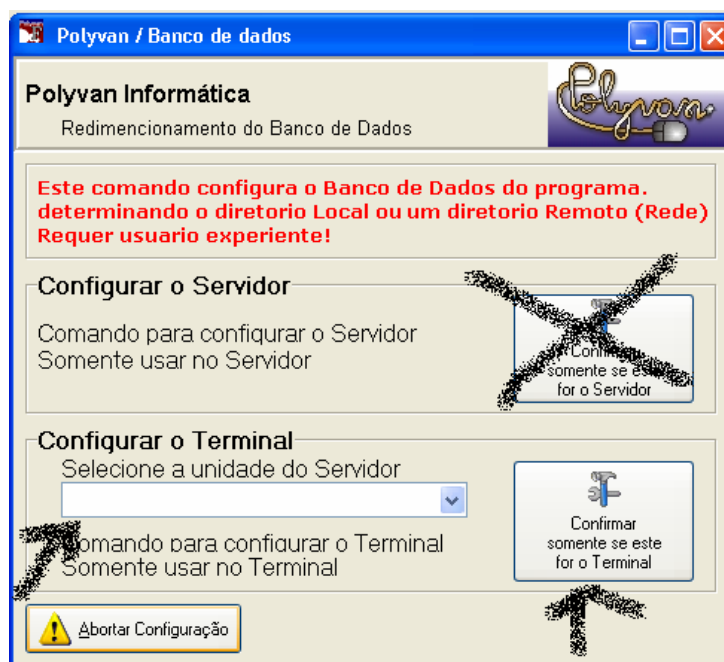 Polyvan / Banco de dados
Polyvan Informática
Redimencionamento do Banco de Dados
Polyvan
Este comando configura o Banco de Dados do programa.
determinando o diretorio Local ou um diretorio Remoto (Rede)
Requer usuario experiente!
Configurar o Servidor
Comando para configurar o Servidor
Somente usar no Servidor
Confirmar
somente se este
for o Servidor
Configurar o Terminal
Selecione a unidade do Servidor
Comando para configurar o Terminal
Somente usar no Terminal
Confirmar
somente se este
for o Terminal
Abortar Configuração